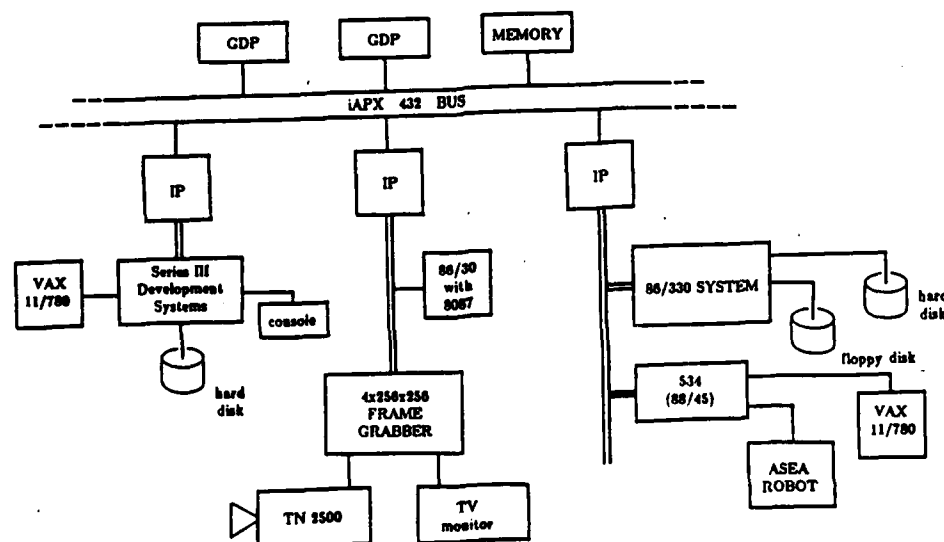 GDP
GDP
MEMORY
iAPX 432 BUS
IP
IP
IP
VAX
11/780
Series III
Development
Systems
console
hard
disk
86/30
with
8087
86/330 SYSTEM
hard
disk
floppy disk
4x256x256
FRAME
GRABBER
534
(88/45)
VAX
11/780
ASEA
ROBOT
TN 2500
TV
monitor